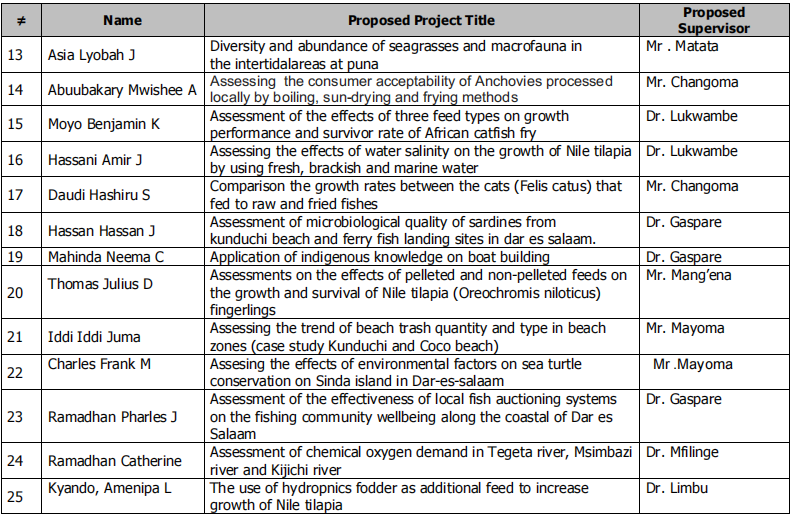 ≠ Name Proposed Project Title Proposed
Supervisor
13 Asia Lyobah J Diversity and abundance of seagrasses and macrofauna in Mr . Matata
the intertidalareas at puna
14 Abuubakary Mwishee A Assessing the consumer acceptability of Anchovies processed Mr. Changoma
locally by boiling, sun-drying and frying methods
15 Moyo Benjamin K Assessment of the effects of three feed types on growth Dr. Lukwambe
performance and survivor rate of African catfish fry
16 Hassani Amir J Assessing the effects of water salinity on the growth of Nile tilapia Dr. Lukwambe
by using fresh, brackish and marine water
17 Daudi Hashiru S Comparison the growth rates between the cats (Felis catus) that Mr. Changoma
fed to raw and fried fishes
18 Hassan Hassan J Assessment of microbiological quality of sardines from Dr. Gaspare
kunduchi beach and ferry fish landing sites in dar es salaam.
19 Mahinda Neema C Application of indigenous knowledge on boat building Dr. Gaspare
20 Thomas Julius D Assessments on the effects of pelleted and non-pelleted feeds on Mr. Mang’ena
the growth and survival of Nile tilapia (Oreochromis niloticus)
fingerlings
21 Iddi Iddi Juma Assessing the trend of beach trash quantity and type in beach Mr. Mayoma
zones (case study Kunduchi and Coco beach)
22 Charles Frank M Assesing the effects of environmental factors on sea turtle Mr .Mayoma
conservation on Sinda island in Dar-es-salaam
23 Ramadhan Pharles J Assessment of the effectiveness of local fish auctioning systems Dr. Gaspare
on the fishing community wellbeing along the coastal of Dar es
Salaam
24 Ramadhan Catherine Assessment of chemical oxygen demand in Tegeta river, Msimbazi Dr. Mfilinge
river and Kijichi river
25 Kyando, Amenipa L The use of hydropnics fodder as additional feed to increase Dr. Limbu
growth of Nile tilapia